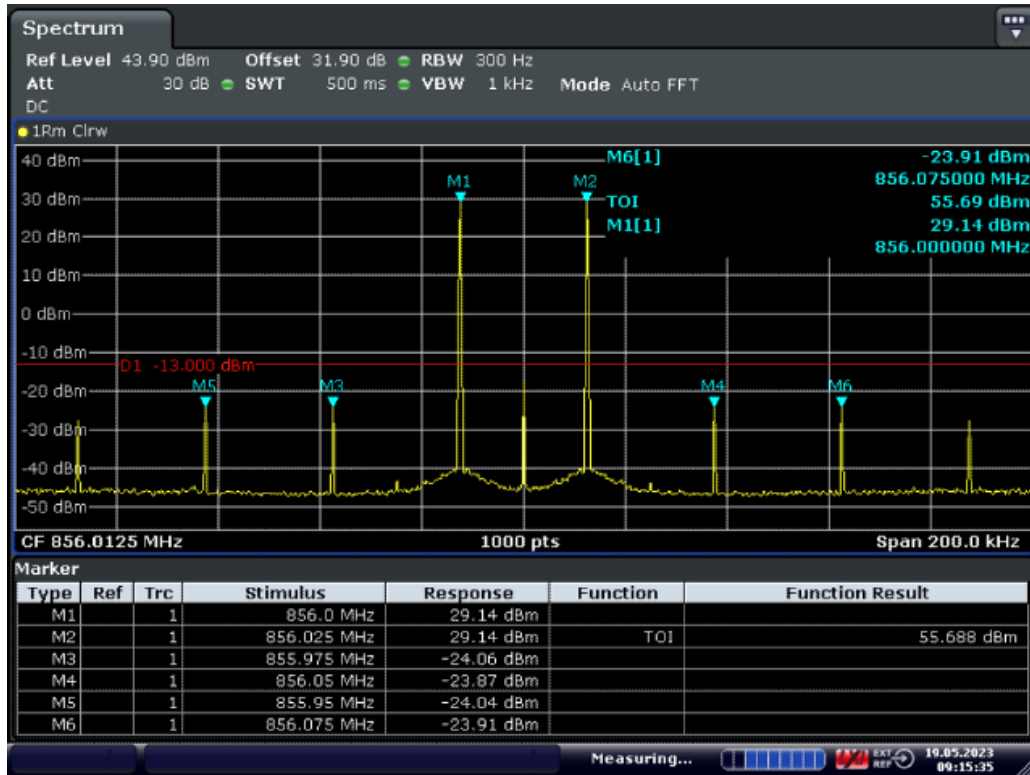 Spectrum
Ref Level 43.90 dBm Offset 31.90 dB RBW 300 Hz
Att 30 dB SWT 500 ms VBW 1 kHz Mode Auto FFT
DC
1Rm Clrw
40 dBm
M6[1] -23.91 dBm
856.075000 MHz
M1 M2
30 dBm
TOI 55.69 dBm
M1[1] 29.14 dBm
20 dBm
856.000000 MHz
10 dBm
0 dBm
-10 dBm
D1 -13.000 dBm
M5 M3 M4 M6
-20 dBm
-30 dBm
-40 dBm
-50 dBm
CF 856.0125 MHz 1000 pts Span 200.0 kHz
Marker
Type Ref Trc Stimulus Response Function Function Result
M1 1 856.0 MHz 29.14 dBm
M2 1 856.025 MHz 29.14 dBm TOI 55.688 dBm
M3 1 855.975 MHz -24.06 dBm
M4 1 856.05 MHz -23.87 dBm
M5 1 855.95 MHz -24.04 dBm
M6 1 856.075 MHz -23.91 dBm
Measuring... EXT REF 19.05.2023
09:15:35